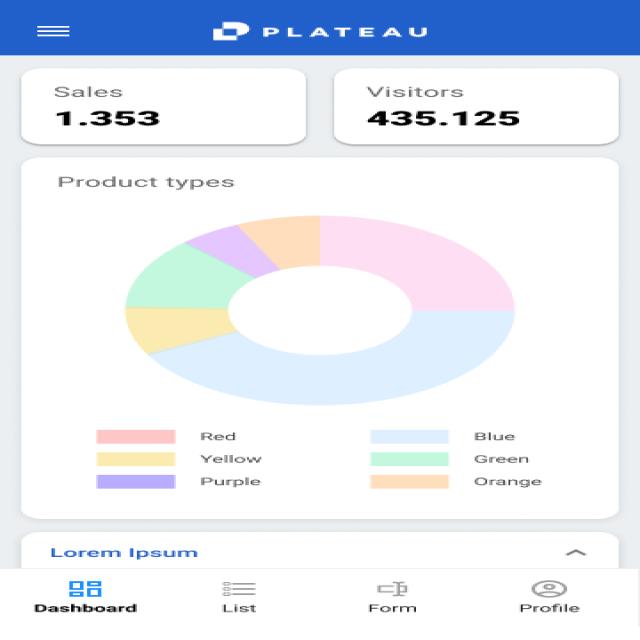 PLATEAU
Sales
1.353
Visitors
435.125
Product types
Red
Blue
Yellow
Green
Purple
Orange
Lorem Ipsum
Dashboard
List
Form
Profile